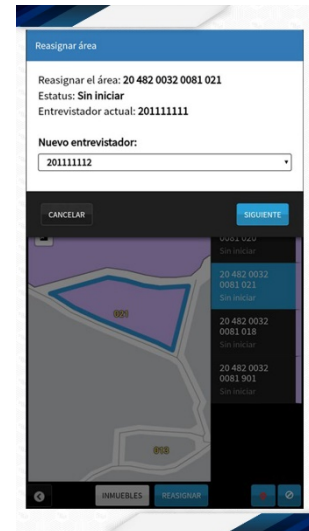 Reasignar área
Reasignar el área: 20 482 0032 0081 021
Estatus: Sin iniciar
Entrevistador actual: 201111111
Nuevo entrevistador:
201111112
CANCELAR
SIGUIENTE
0081 020
Sin iniciar
20 482 0032
0081 021
Sin iniciar
20 482 0032
0081 018
Sin iniciar
20 482 0032
0081 901
Sin iniciar
021
013
INMUEBLES
REASIGNAR